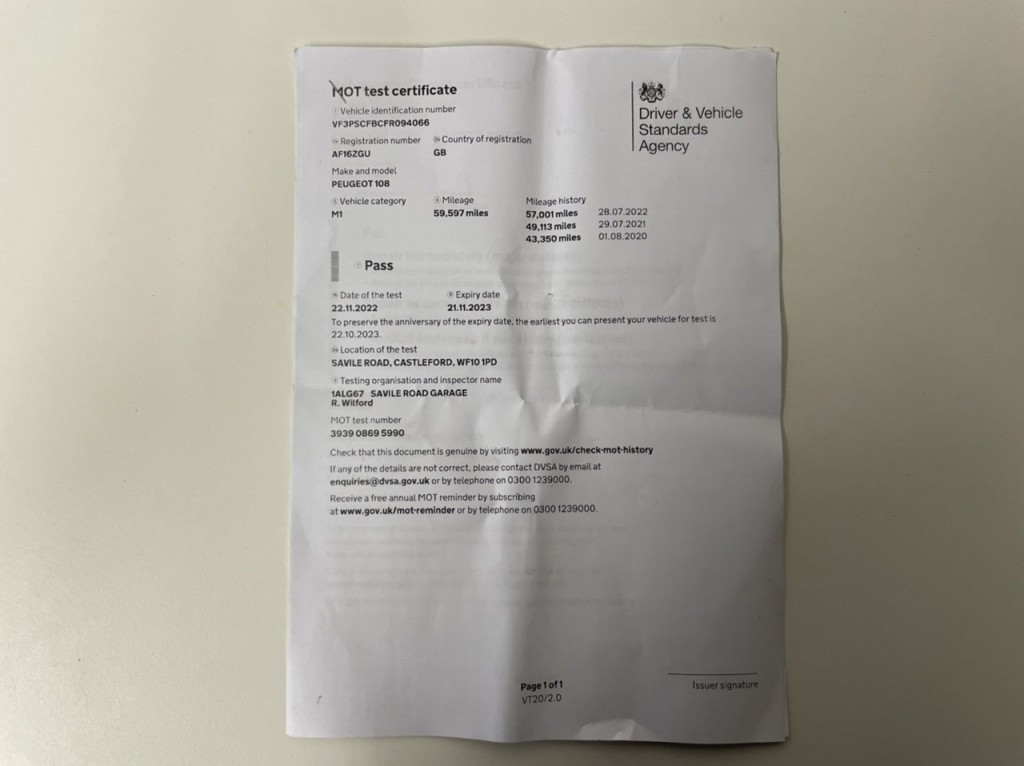 MOT test certificate
Vehicle identification number
VF3PSCFBCFR094066
Registration number
Country of registration
AF16ZGU
GB
Make and model
PEUGEOT 108
Vehicle category
Mileage
Mileage history
M1
59,597 miles
57,001 miles 28.07.2022
49,113 miles 29.07.2021
43,350 miles 01.08.2020
Driver & Vehicle
Standards
Agency
Pass
Date of the test
Expiry date
22.11.2022
21.11.2023
To preserve the anniversary of the expiry date, the earliest you can present your vehicle for test is
22.10.2023.
Location of the test
SAVILE ROAD, CASTLEFORD, WF10 1PD
Testing organisation and inspector name
1ALG67 SAVILE ROAD GARAGE
R. Wilford
MOT test number
3939 0869 5990
Check that this document is genuine by visiting www.gov.uk/check-mot-history
If any of the details are not correct, please contact DVSA by email at
enquiries@dvsa.gov.uk or by telephone on 0300 1239000.
Receive a free annual MOT reminder by subscribing
at www.gov.uk/mot-reminder or by telephone on 0300 1239000.
Page 1 of 1
VT20/2.0
Issuer signature